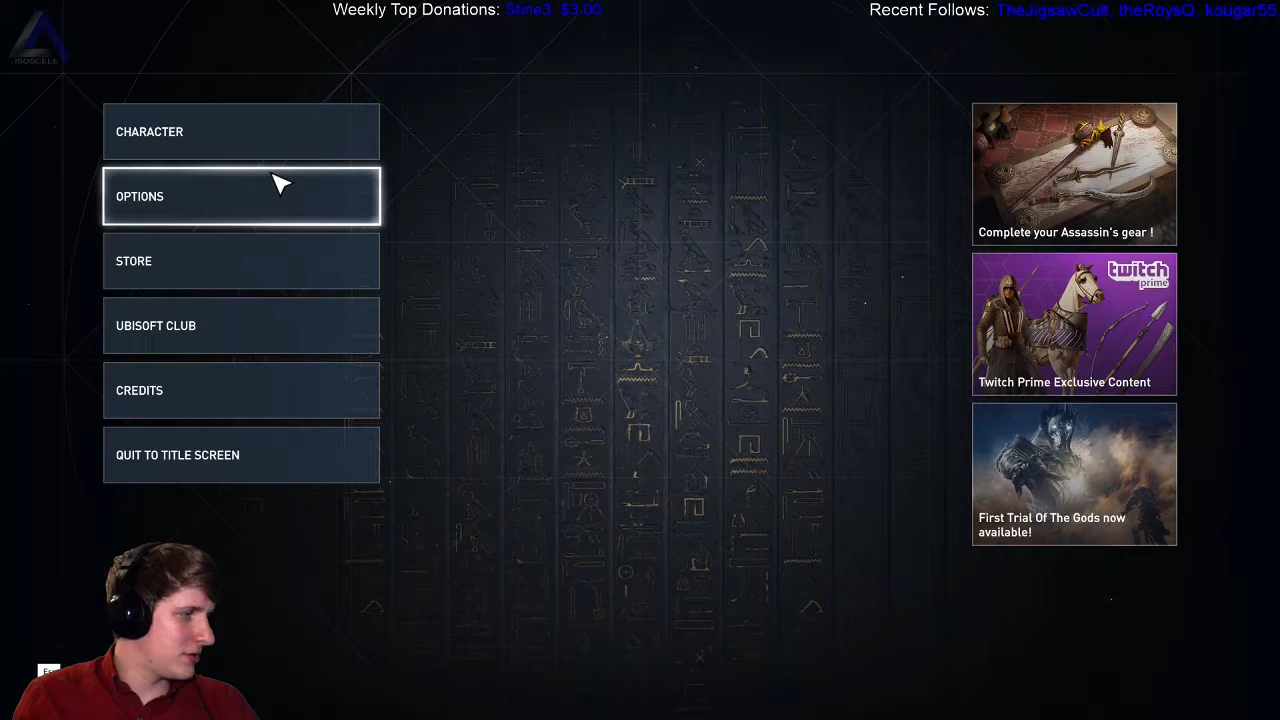 Weekly Top Donations: Stine3 $3.00
Recent Follows: TheJigsawCult, theRoysQ, kougar55
ISOSCELE
CHARACTER
OPTIONS
STORE
UBISOFT CLUB
CREDITS
QUIT TO TITLE SCREEN
Complete your Assassin's gear !
twitch
prime
Twitch Prime Exclusive Content
First Trial Of The Gods now
available!